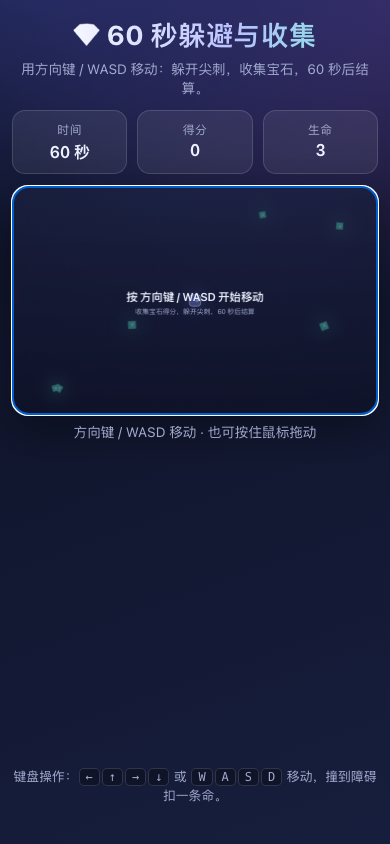 60 秒躲避与收集
用方向键 / WASD 移动：躲开尖刺，收集宝石，60 秒后结
算。
时间
60 秒
得分
0
生命
3
按 方向键 / WASD 开始移动
收集宝石得分，躲开尖刺，60 秒后结算
方向键 / WASD 移动 · 也可按住鼠标拖动
键盘操作： ← ↑ → ↓ 或 W A S D 移动，撞到障碍
扣一条命。